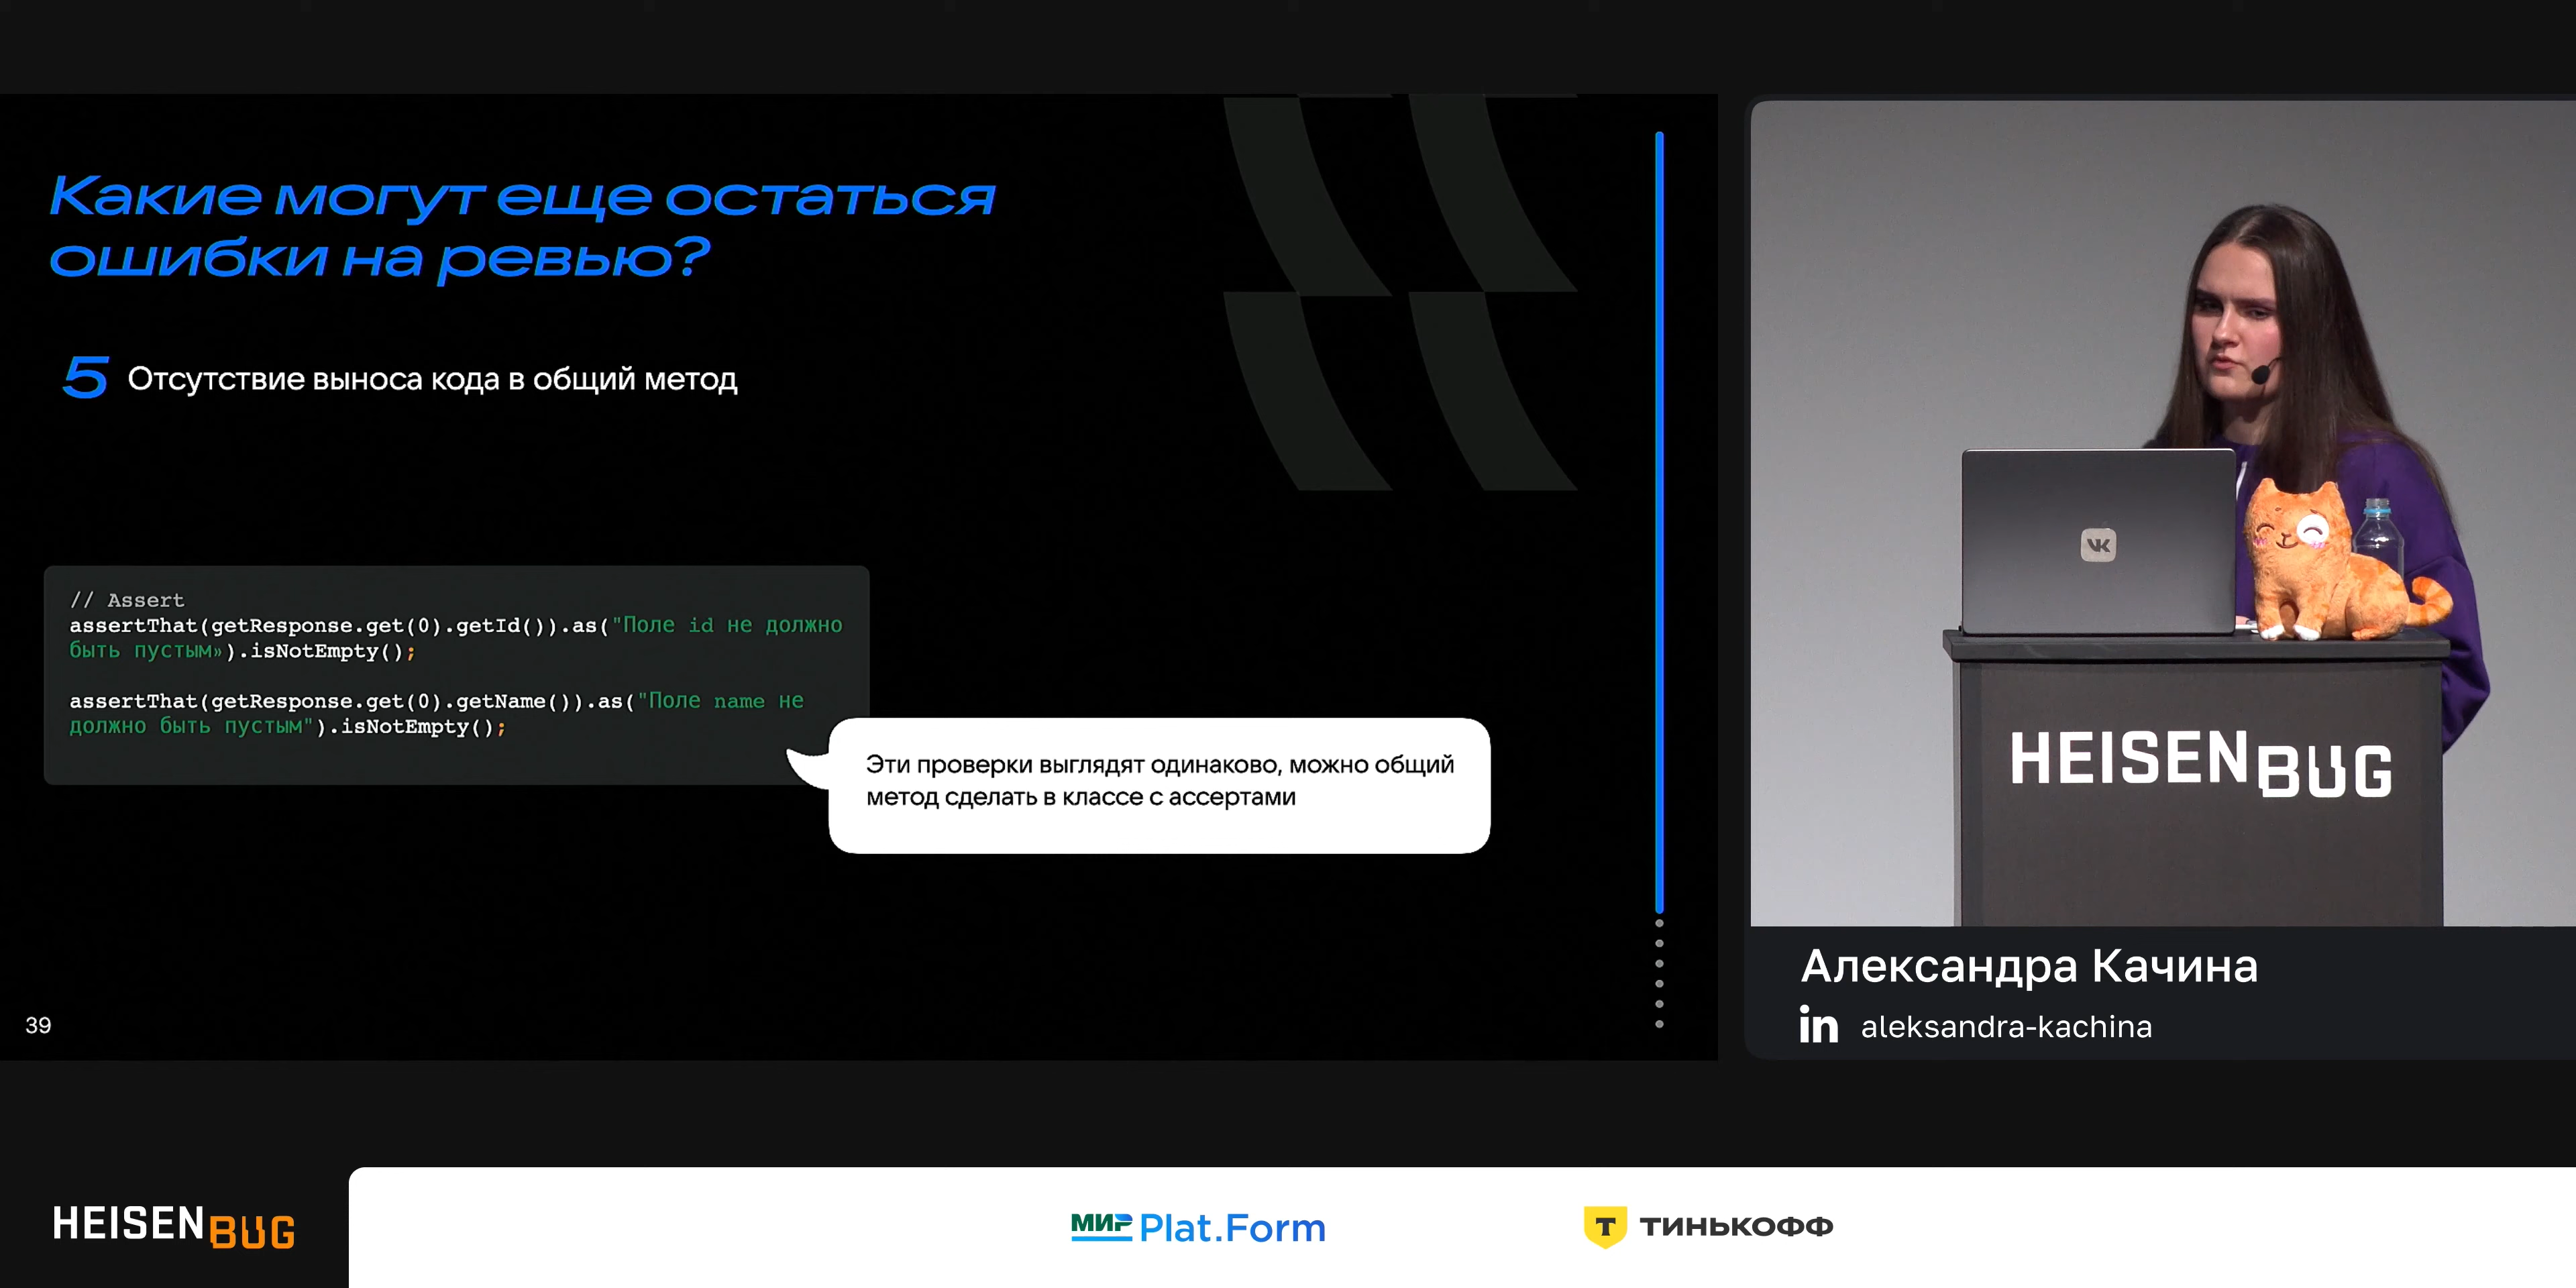 Какие могут еще остаться
ошибки на ревью?
5 Отсутствие выноса кода в общий метод
// Assert
assertThat(getResponse.get(0).getId()).as("Поле id не должно
быть пустым»).isNotEmpty();
assertThat(getResponse.get(0).getName()).as("Поле name не
должно быть пустым").isNotEmpty();
Эти проверки выглядят одинаково, можно общий
метод сделать в классе с ассертами
39
VK
HEISENBUG
Александра Качина
in aleksandra-kachina
HEISENBUG
МИР Plat.Form
Т ТИНЬКОФФ